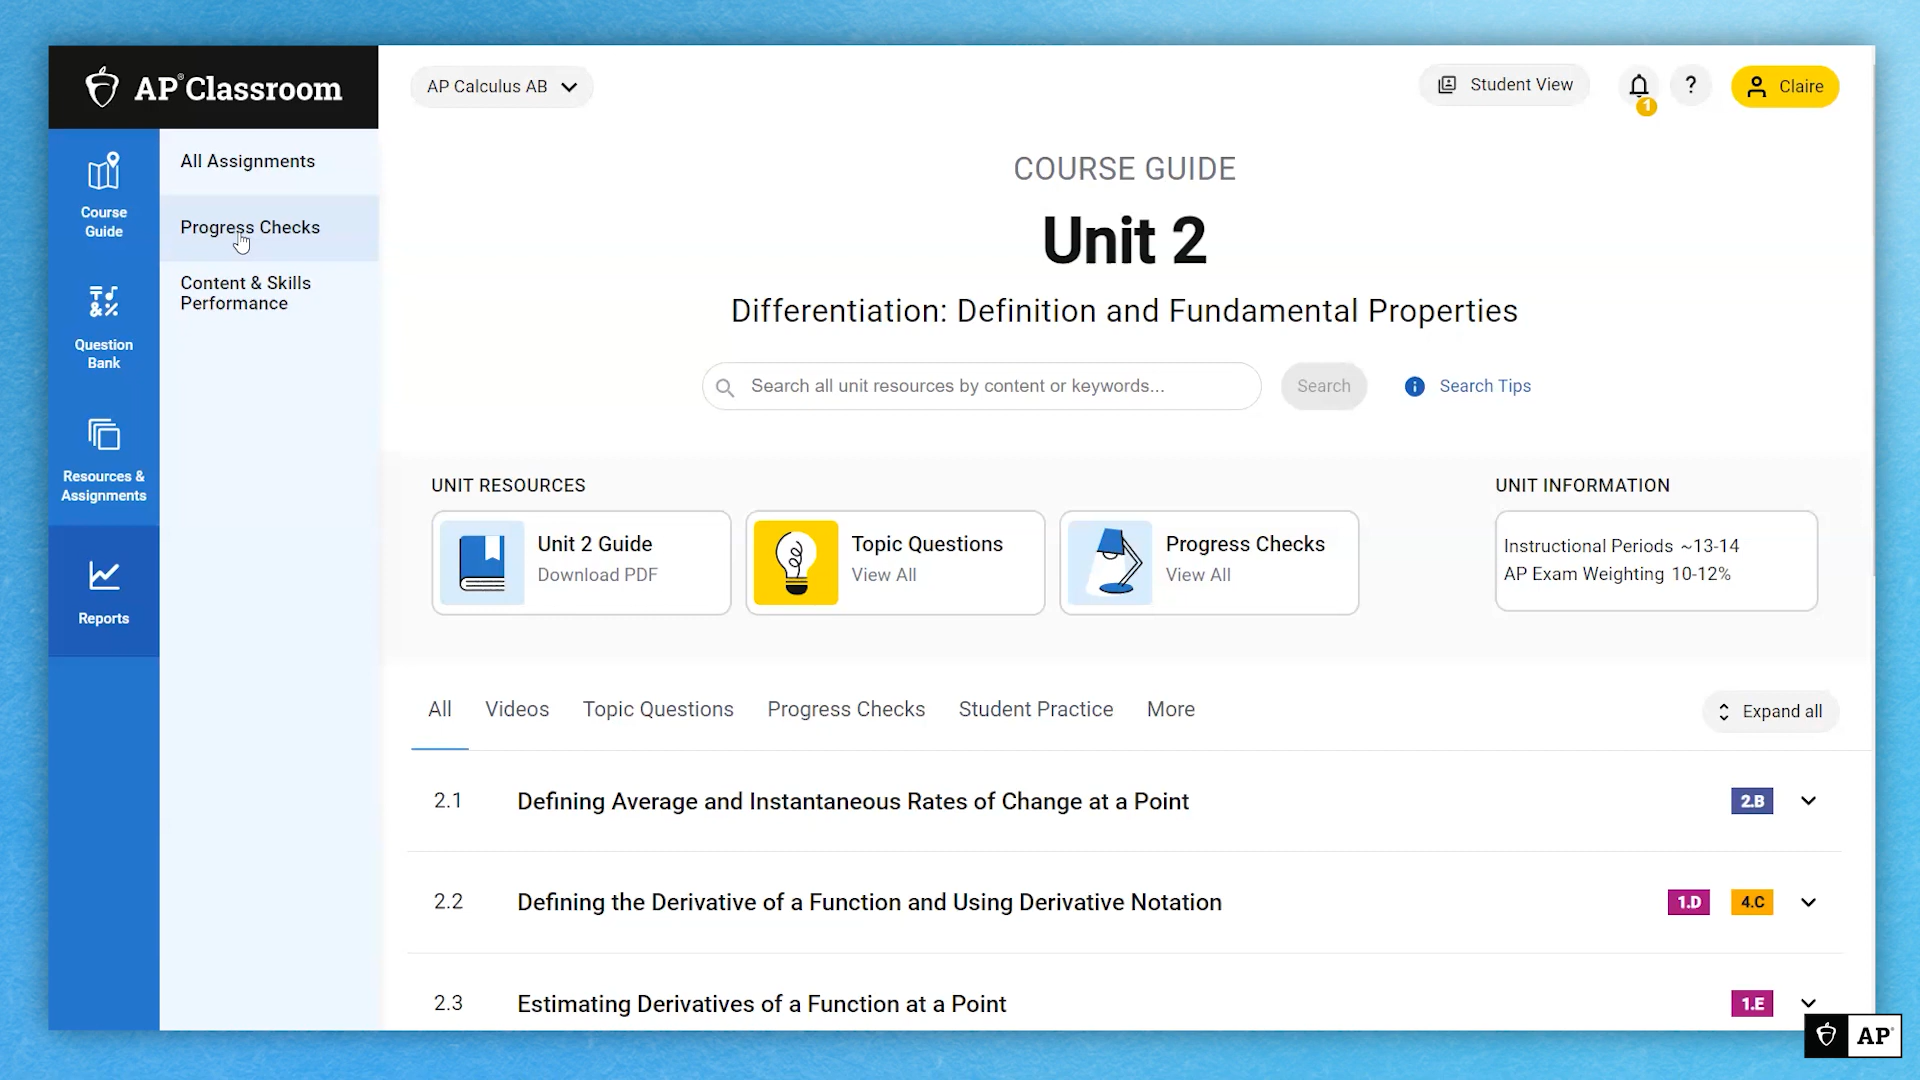 AP® Classroom
AP Calculus AB
Student View
1
?
Claire
Course
Guide
Question
Bank
Resources &
Assignments
Reports
All Assignments
Progress Checks
Content & Skills
Performance
COURSE GUIDE
Unit 2
Differentiation: Definition and Fundamental Properties
Search all unit resources by content or keywords...
Search
Search Tips
UNIT RESOURCES
Unit 2 Guide
Download PDF
Topic Questions
View All
Progress Checks
View All
UNIT INFORMATION
Instructional Periods ~13-14
AP Exam Weighting 10-12%
All
Videos
Topic Questions
Progress Checks
Student Practice
More
Expand all
2.1 Defining Average and Instantaneous Rates of Change at a Point 2.B
2.2 Defining the Derivative of a Function and Using Derivative Notation 1.D 4.C
2.3 Estimating Derivatives of a Function at a Point 1.E
AP®